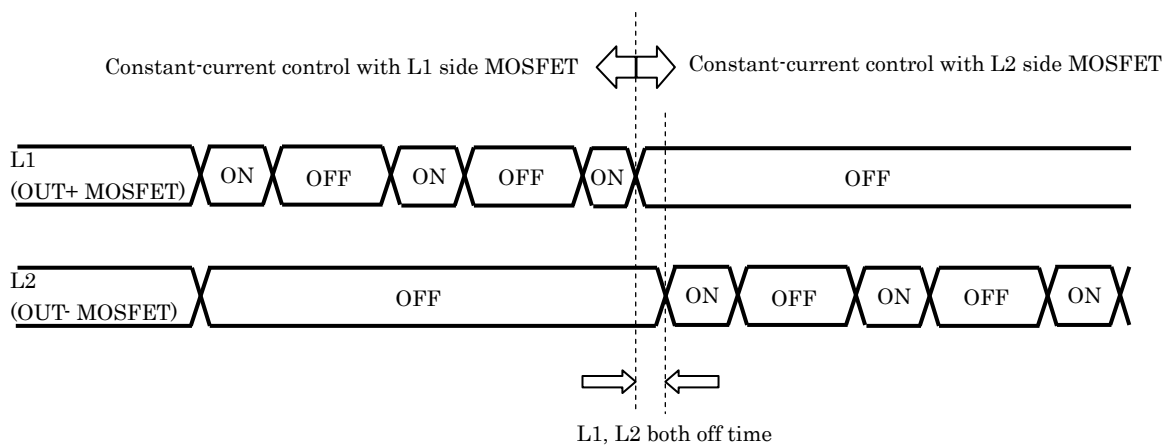 Constant-current control with L1 side MOSFET
Constant-current control with L2 side MOSFET
L1
(OUT+ MOSFET)
ON
OFF
ON
OFF
ON
OFF
L2
(OUT- MOSFET)
OFF
ON
OFF
ON
OFF
ON
L1, L2 both off time